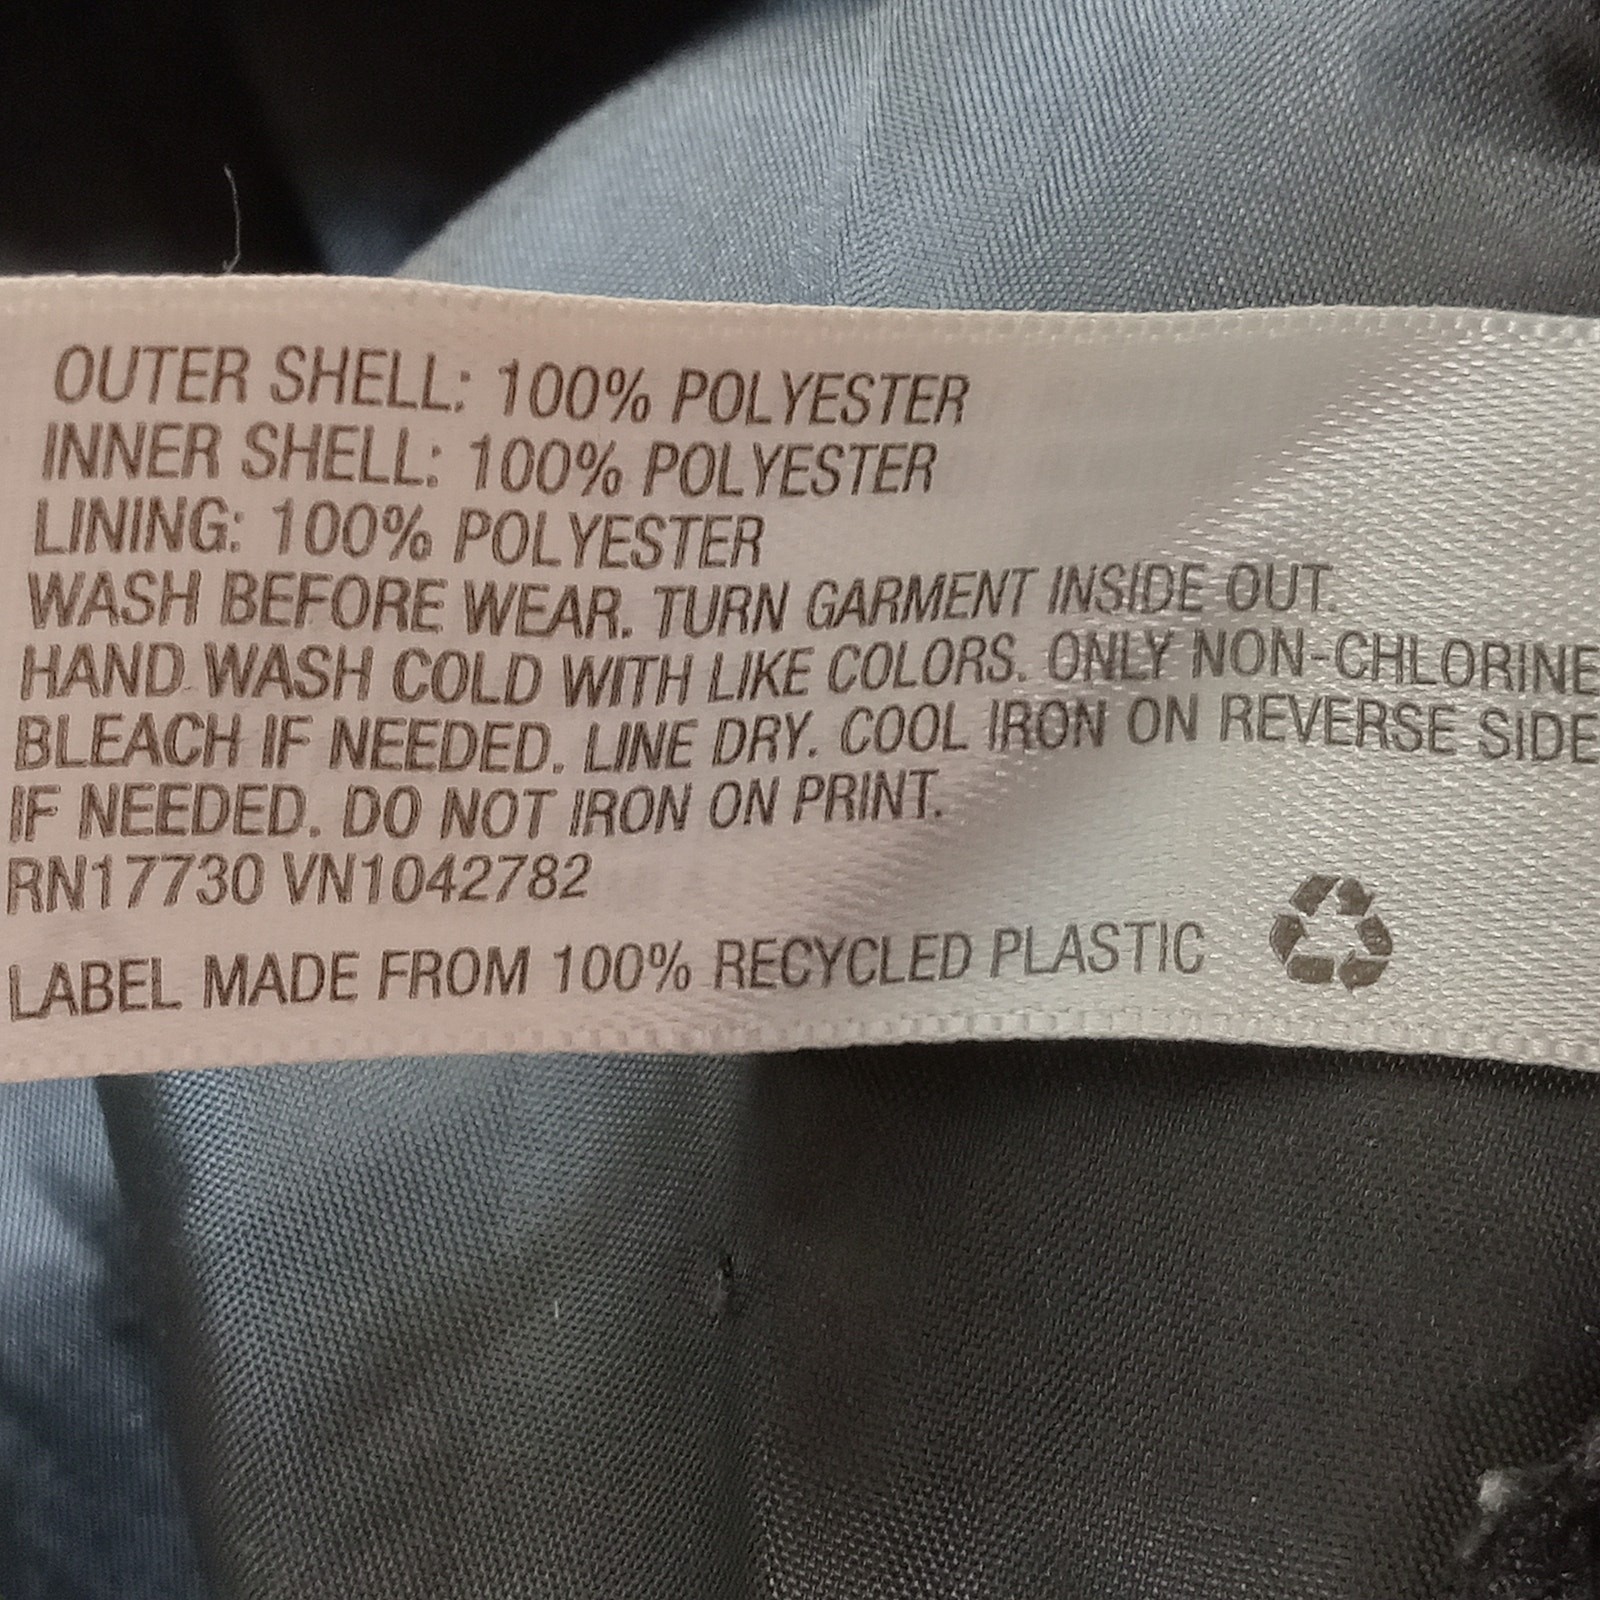 OUTER SHELL: 100% POLYESTER
INNER SHELL: 100% POLYESTER
LINING: 100% POLYESTER
WASH BEFORE WEAR. TURN GARMENT INSIDE OUT.
HAND WASH COLD WITH LIKE COLORS. ONLY NON-CHLORINE
BLEACH IF NEEDED. LINE DRY. COOL IRON ON REVERSE SIDE
IF NEEDED. DO NOT IRON ON PRINT.
RN17730 VN1042782
LABEL MADE FROM 100% RECYCLED PLASTIC